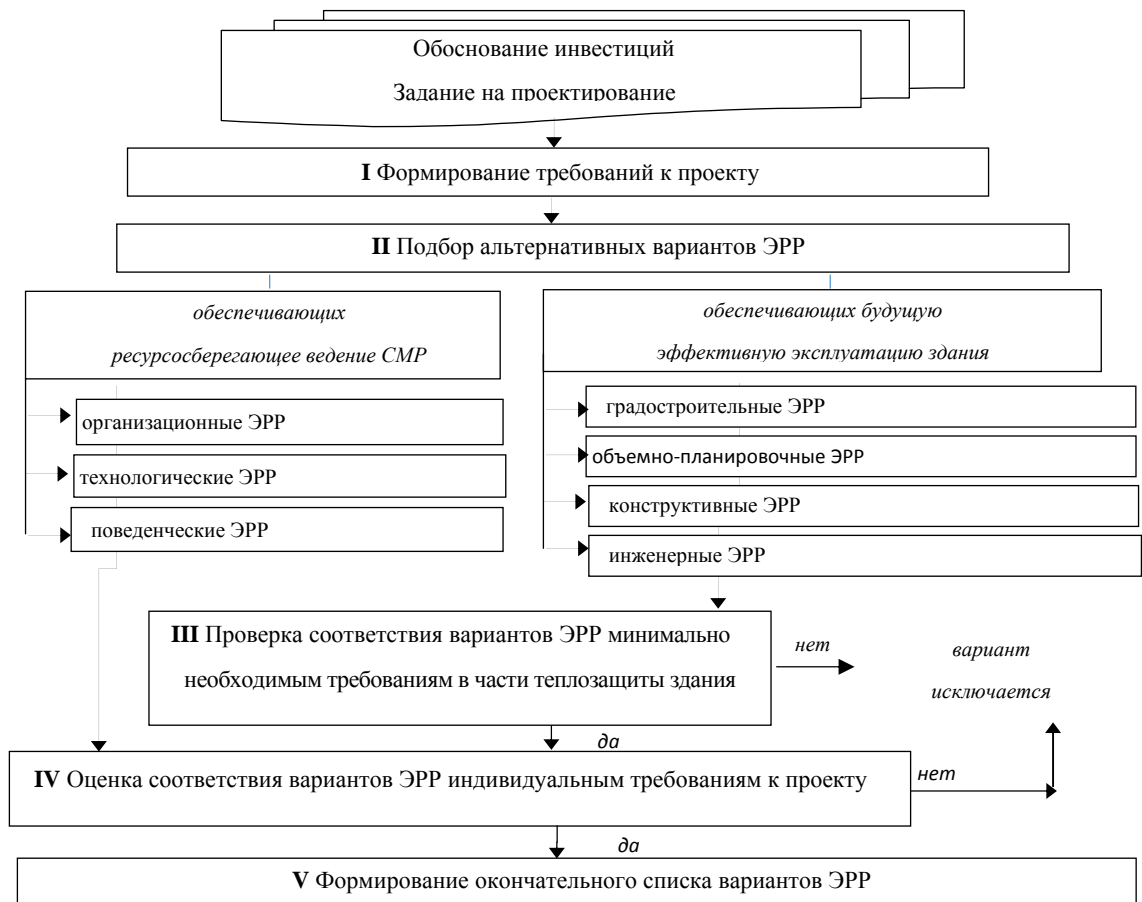 Обоснование инвестиций
Задание на проектирование
I Формирование требований к проекту
II Подбор альтернативных вариантов ЭРР
обеспечивающих
ресурсосберегающее ведение СМР
организационные ЭРР
технологические ЭРР
поведенческие ЭРР
обеспечивающих будущую
эффективную эксплуатацию здания
градостроительные ЭРР
объемно-планировочные ЭРР
конструктивные ЭРР
инженерные ЭРР
III Проверка соответствия вариантов ЭРР минимально
необходимым требованиям в части теплозащиты здания
нет
вариант
исключается
да
IV Оценка соответствия вариантов ЭРР индивидуальным требованиям к проекту
нет
да
V Формирование окончательного списка вариантов ЭРР